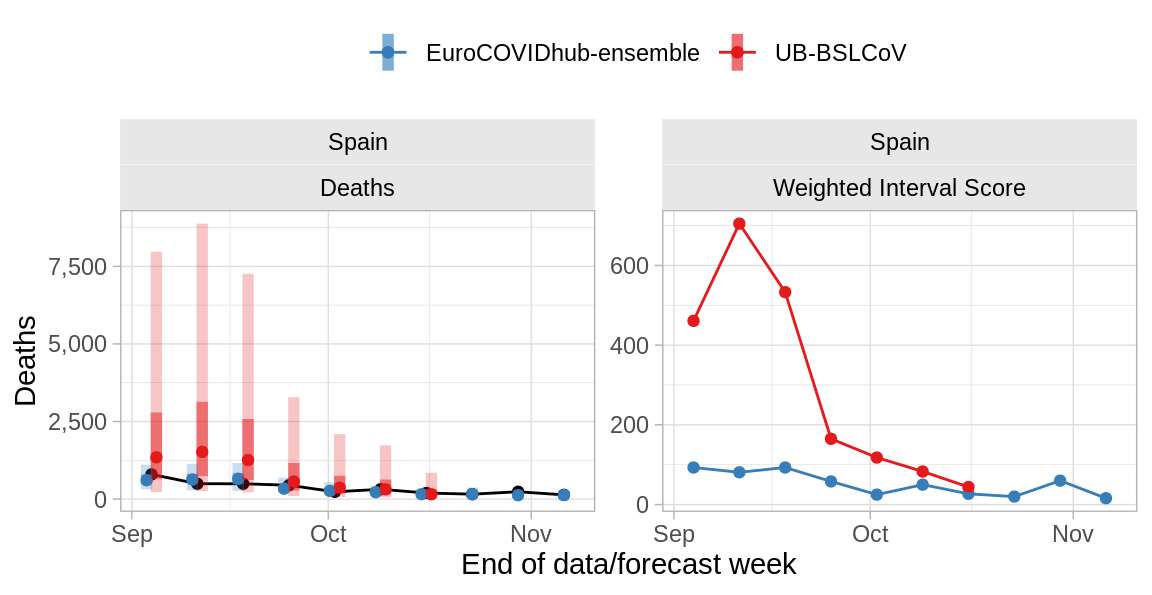 EuroCOVIDhub-ensemble UB-BSLCoV
Spain Spain
Deaths Weighted Interval Score
Deaths
7,500
5,000
2,500
0
600
400
200
0
Sep Oct Nov Sep Oct Nov
End of data/forecast week